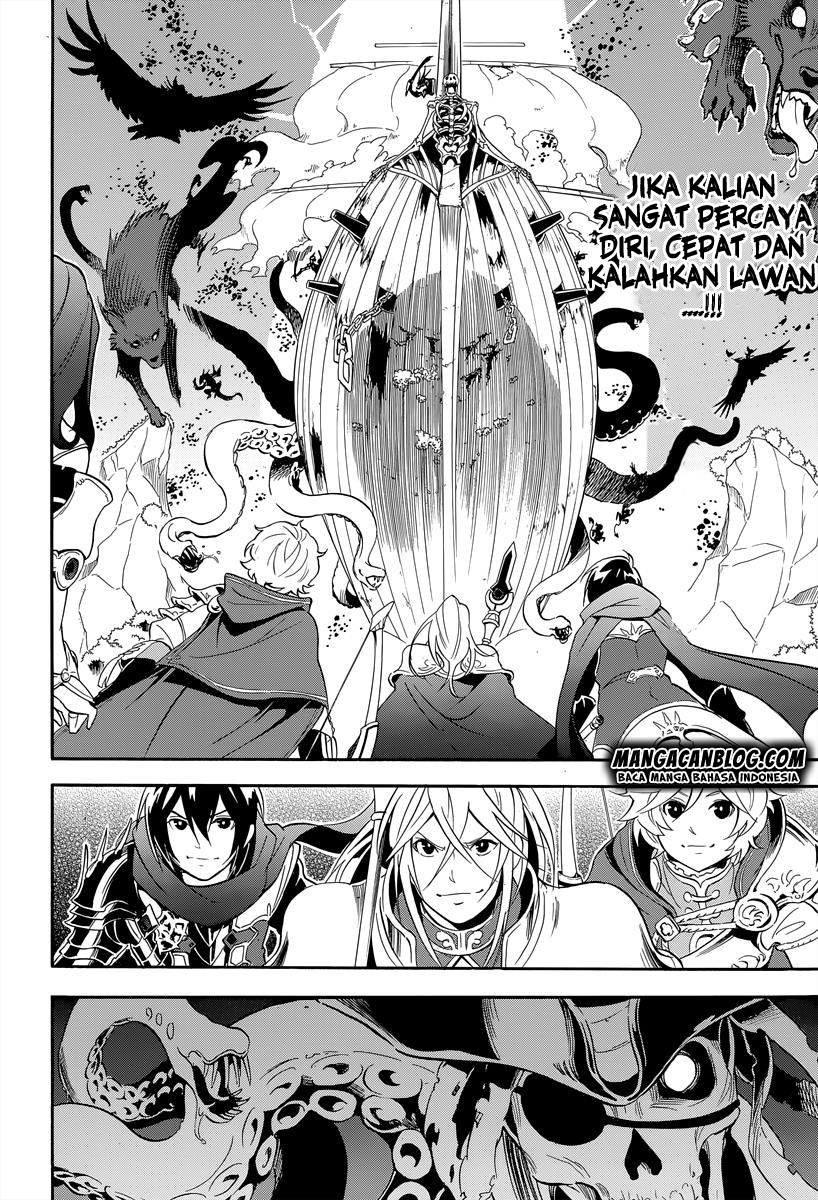 JIKA KALIAN
SANGAT PERCAYA
DIRI, CEPAT DAN
KALAHKAN LAWAN
....!!!
MANGACANBLOG.COM
BACA MANGA BAHASA INDONESIA